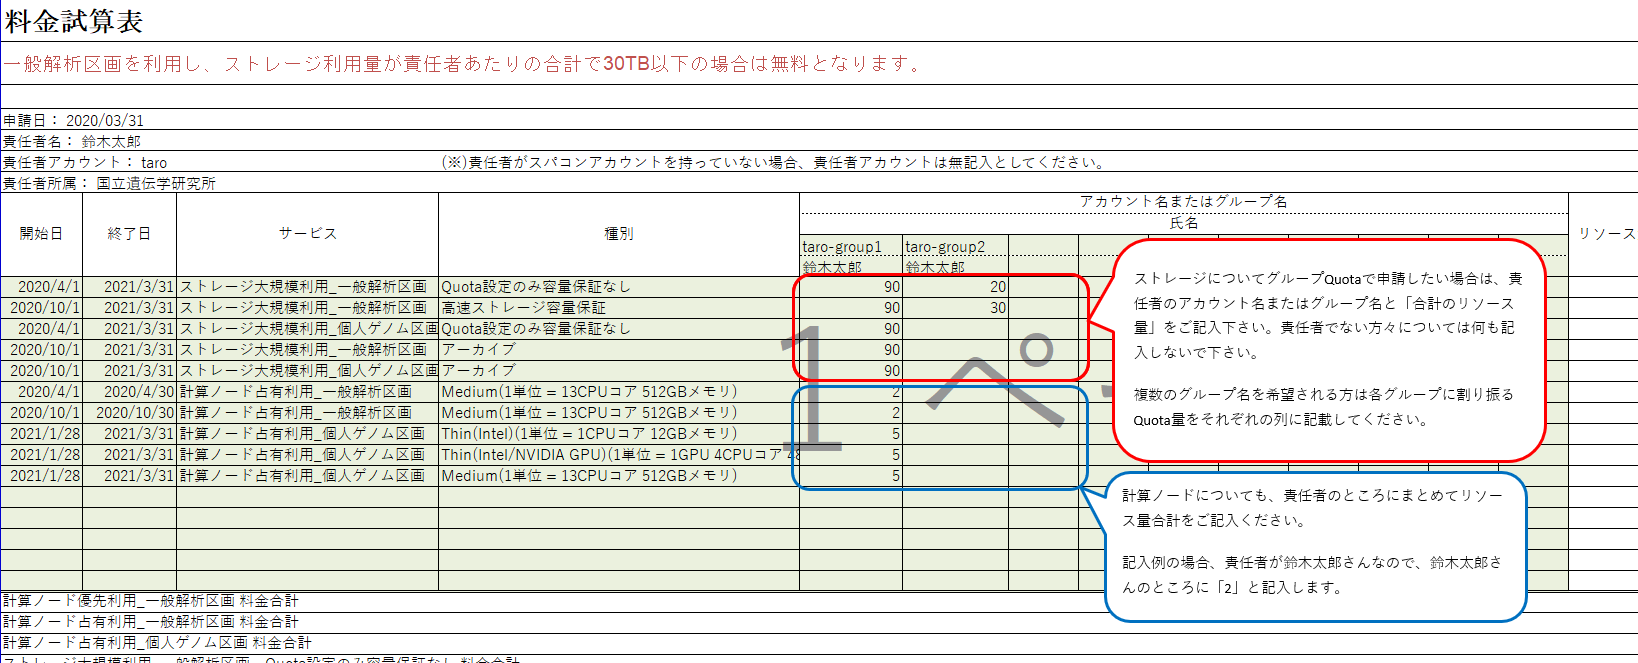 料金試算表
一般解析区画を利用し、ストレージ利用量が責任者あたりの合計で30TB以下の場合は無料となります。
申請日： 2020/03/31
責任者名： 鈴木太郎
責任者アカウント： taro (※)責任者がスパコンアカウントを持っていない場合、責任者アカウントは無記入としてください。
責任者所属： 国立遺伝学研究所
開始日 終了日 サービス 種別 アカウント名またはグループ名 リソース
氏名
taro-group1 taro-group2
鈴木太郎 鈴木太郎
2020/4/1 2021/3/31 ストレージ大規模利用_一般解析区画 Quota設定のみ容量保証なし 90 20
2020/10/1 2021/3/31 ストレージ大規模利用_一般解析区画 高速ストレージ容量保証 90 30
2020/4/1 2021/3/31 ストレージ大規模利用_個人ゲノム区画 Quota設定のみ容量保証なし 90
2020/10/1 2021/3/31 ストレージ大規模利用_一般解析区画 アーカイブ 90
2020/10/1 2021/3/31 ストレージ大規模利用_個人ゲノム区画 アーカイブ 90
2020/4/1 2020/4/30 計算ノード占有利用_一般解析区画 Medium(1単位 = 13CPUコア 512GBメモリ) 2
2020/10/1 2020/10/30 計算ノード占有利用_一般解析区画 Medium(1単位 = 13CPUコア 512GBメモリ) 2
2021/1/28 2021/3/31 計算ノード占有利用_個人ゲノム区画 Thin(Intel)(1単位 = 1CPUコア 12GBメモリ) 5
2021/1/28 2021/3/31 計算ノード占有利用_個人ゲノム区画 Thin(Intel/NVIDIA GPU)(1単位 = 1GPU 4CPUコア 48 5
2021/1/28 2021/3/31 計算ノード占有利用_個人ゲノム区画 Medium(1単位 = 13CPUコア 512GBメモリ) 5
1 ペ
ストレージについてグループQuotaで申請したい場合は、責
任者のアカウント名またはグループ名と「合計のリソース
量」をご記入下さい。責任者でない方々については何も記
入しないで下さい。
複数のグループ名を希望される方は各グループに割り振る
Quota量をそれぞれの列に記載してください。
計算ノードについても、責任者のところにまとめてリソー
ス量合計をご記入ください。
記入例の場合、責任者が鈴木太郎さんなので、鈴木太郎さ
んのところに「2」と記入します。
計算ノード優先利用_一般解析区画 料金合計
計算ノード占有利用_一般解析区画 料金合計
計算ノード占有利用_個人ゲノム区画 料金合計
ストレージ大規模利用_一般解析区画_Quota設定のみ容量保証なし 料金合計